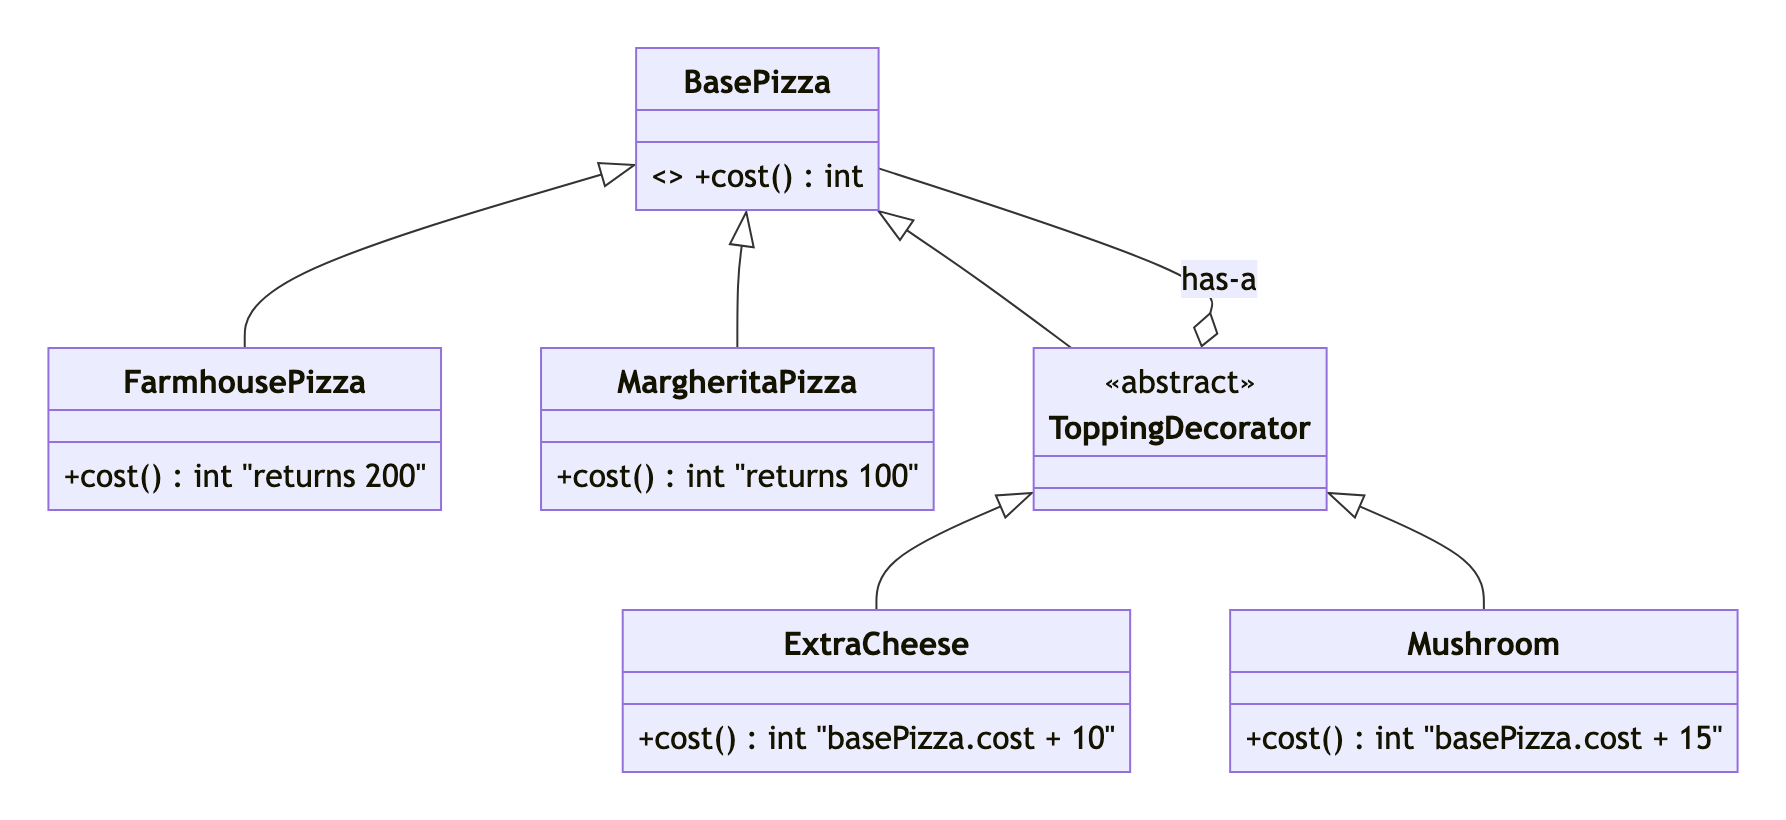 BasePizza
<> +cost() : int
has-a
FarmhousePizza
+cost() : int "returns 200"
MargheritaPizza
+cost() : int "returns 100"
«abstract»
ToppingDecorator
ExtraCheese
+cost() : int "basePizza.cost + 10"
Mushroom
+cost() : int "basePizza.cost + 15"